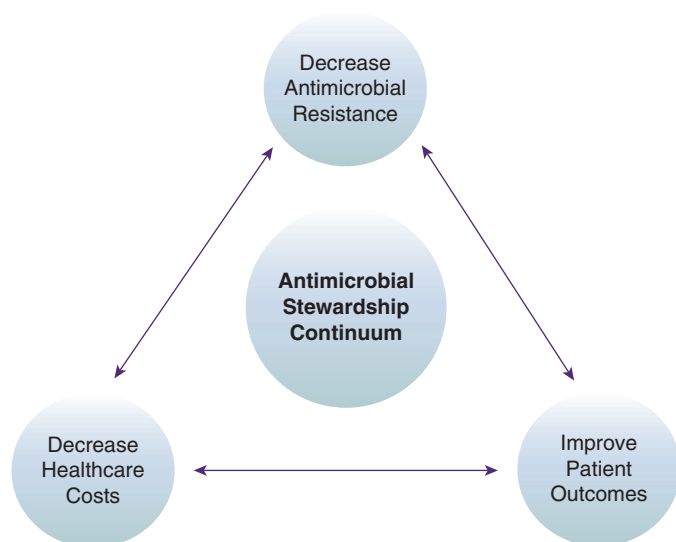 Decrease
Antimicrobial
Resistance
Antimicrobial
Stewardship
Continuum
Decrease
Healthcare
Costs
Improve
Patient
Outcomes